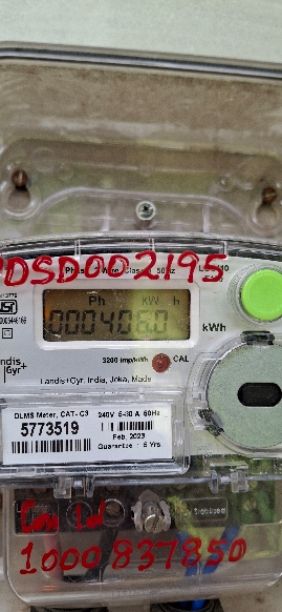 PDSD002195
Ph KW h
000406.0
kWh
3200 imp/kWh CAL
Landis+Gyr, India, Joka, Made
DLMS Meter, CAT- C3 240V 5-30 A 50Hz
5773519
Feb, 2023
Guarantee : 5 Yrs.
1000837850